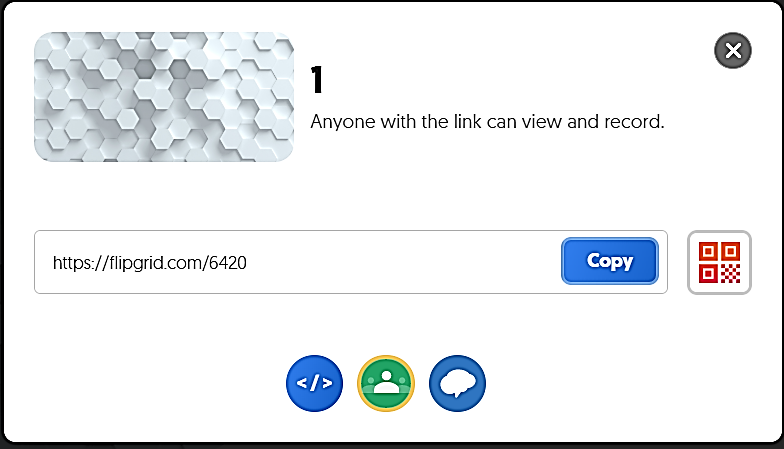 1
Anyone with the link can view and record.
https://flipgrid.com/6420
Copy
</>